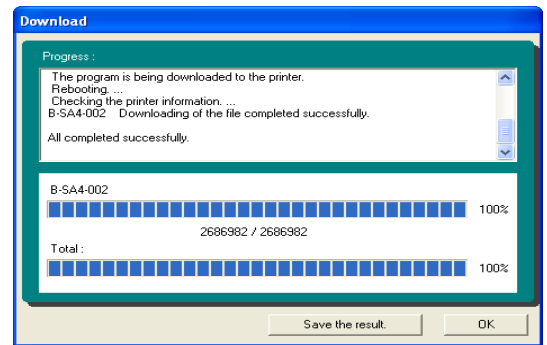 Download
Progress :
The program is being downloaded to the printer.
Rebooting. ...
Checking the printer information. ...
B-SA4-002 Downloading of the file completed successfully.
All completed successfully.
B-SA4-002
100%
2686982 / 2686982
Total :
100%
Save the result.
OK